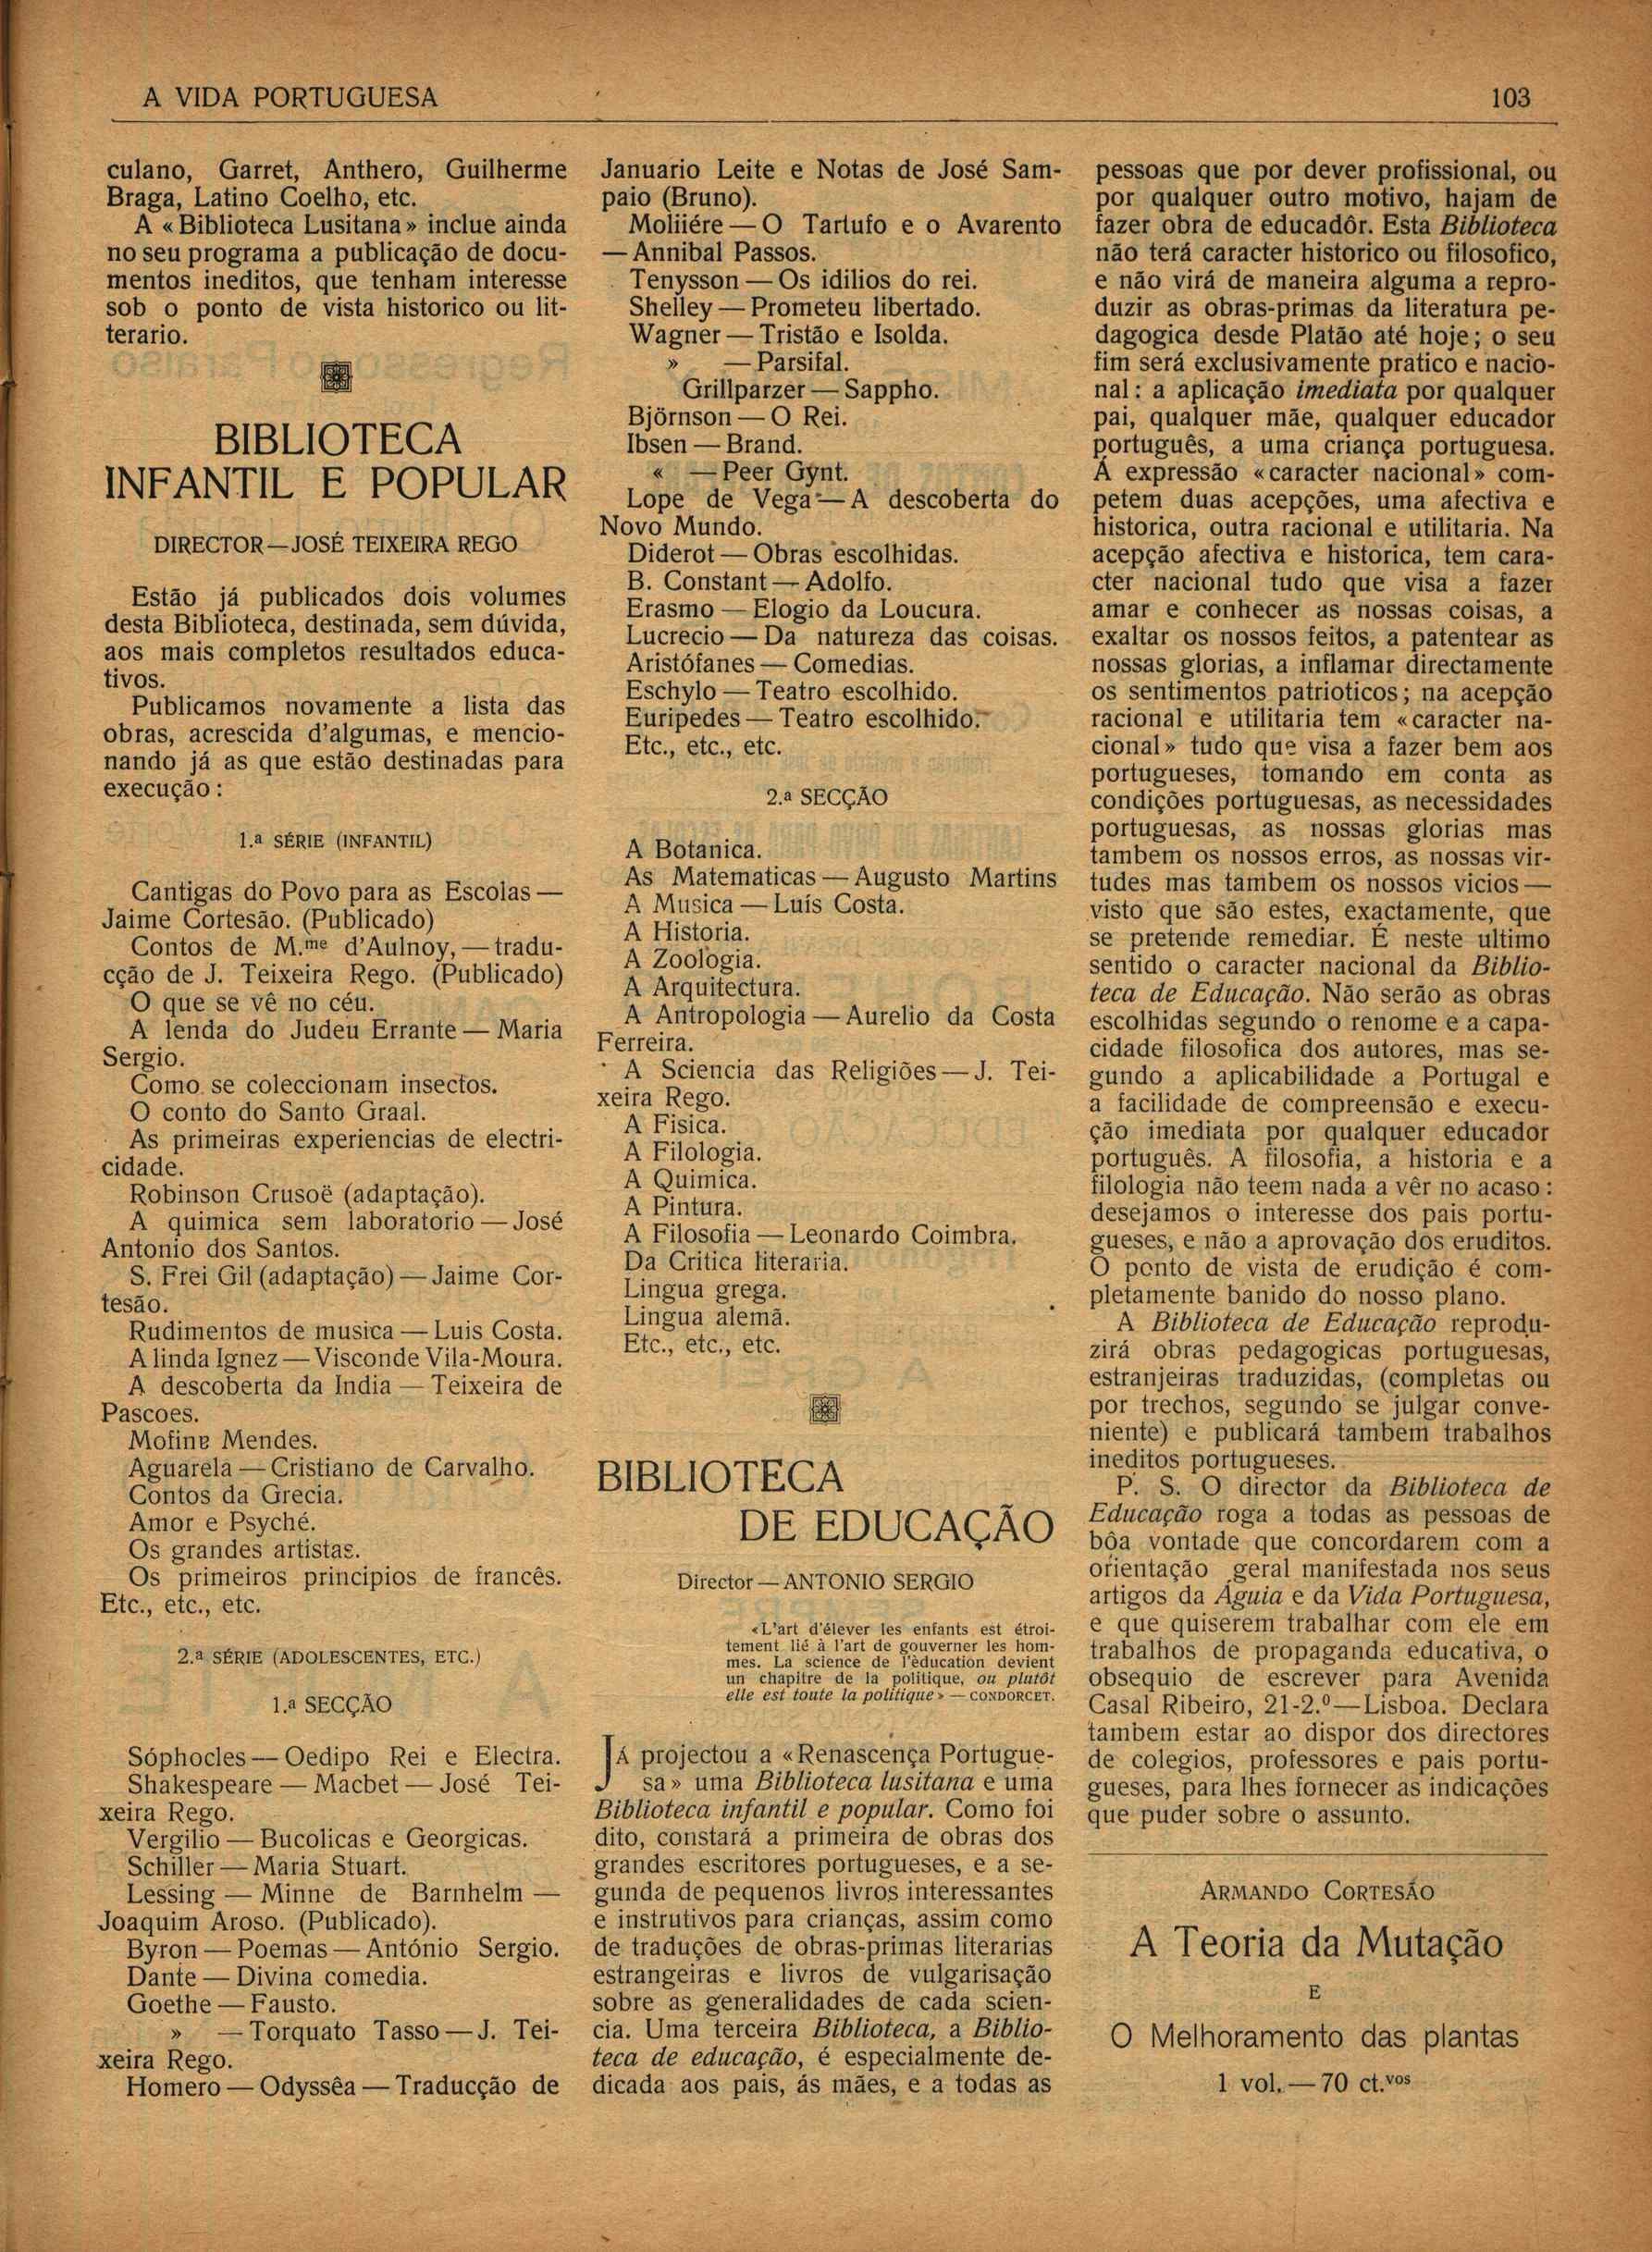 A VIDA PORTUGUESA
103
culano, Garret, Anthero, Guilherme
Braga, Latino Coelho, etc.
A «Biblioteca Lusitana» inclue ainda
no seu programa a publicação de docu-
mentos ineditos, que tenham interesse
sob o ponto de vista historico ou lit-
terario.
BIBLIOTECA
INFANTIL E POPULAR
DIRECTOR—JOSÉ TEIXEIRA REGO
Estão já publicados dois volumes
desta Biblioteca, destinada, sem dúvida,
aos mais completos resultados educa-
tivos.
Publicamos novamente a lista das
obras, acrescida d'algumas, e mencio-
nando já as que estão destinadas para
execução:
1.ª SÉRIE (INFANTIL)
Cantigas do Povo para as Escolas —
Jaime Cortesão. (Publicado)
Contos de M.me d'Aulnoy, — tradu-
cção de J. Teixeira Rego. (Publicado)
O que se vê no céu.
A lenda do Judeu Errante — Maria
Sergio.
Como se coleccionam insectos.
O conto do Santo Graal.
As primeiras experiencias de electri-
cidade.
Robinson Crusoë (adaptação).
A quimica sem laboratorio — José
Antonio dos Santos.
S. Frei Gil (adaptação) — Jaime Cor-
tesão.
Rudimentos de musica — Luis Costa.
A linda Ignez — Visconde Vila-Moura.
A descoberta da India — Teixeira de
Pascoes.
Mofina Mendes.
Aguarela — Cristiano de Carvalho.
Contos da Grecia.
Amor e Psyché.
Os grandes artistas.
Os primeiros principios de francês.
Etc., etc., etc.
2.ª SÉRIE (ADOLESCENTES, ETC.)
1.ª SECÇÃO
Sóphocles — Oedipo Rei e Electra.
Shakespeare — Macbet — José Tei-
xeira Rego.
Vergilio — Bucolicas e Georgicas.
Schiller — Maria Stuart.
Lessing — Minne de Barnhelm —
Joaquim Aroso. (Publicado).
Byron — Poemas — António Sergio.
Dante — Divina comedia.
Goethe — Fausto.
» — Torquato Tasso — J. Tei-
xeira Rego.
Homero — Odyssêa — Traducção de
Januario Leite e Notas de José Sam-
paio (Bruno).
Moliiére — O Tartufo e o Avarento
— Annibal Passos.
Tenysson — Os idilios do rei.
Shelley — Prometeu libertado.
Wagner — Tristão e Isolda.
» — Parsifal.
Grillparzer — Sappho.
Björnson — O Rei.
Ibsen — Brand.
« — Peer Gynt.
Lope de Vega — A descoberta do
Novo Mundo.
Diderot — Obras escolhidas.
B. Constant — Adolfo.
Erasmo — Elogio da Loucura.
Lucrecio — Da natureza das coisas.
Aristófanes — Comedias.
Eschylo — Teatro escolhido.
Euripedes — Teatro escolhido.
Etc., etc., etc.
2.ª SECÇÃO
A Botanica.
As Matematicas — Augusto Martins
A Musica — Luís Costa.
A Historia.
A Zoologia.
A Arquitectura.
A Antropologia — Aurelio da Costa
Ferreira.
A Sciencia das Religiões — J. Tei-
xeira Rego.
A Fisica.
A Filologia.
A Quimica.
A Pintura.
A Filosofia — Leonardo Coimbra.
Da Critica literaria.
Lingua grega.
Lingua alemã.
Etc., etc., etc.
BIBLIOTECA
DE EDUCAÇÃO
Director — ANTONIO SERGIO
«L'art d'élever les enfants est étroi-
tement lié à l'art de gouverner les hom-
mes. La science de l'èducation devient
un chapitre de la politique, ou plutôt
elle est toute la politique» — CONDORCET.
JÁ projectou a «Renascença Portugue-
sa» uma Biblioteca lusitana e uma
Biblioteca infantil e popular. Como foi
dito, constará a primeira de obras dos
grandes escritores portugueses, e a se-
gunda de pequenos livros interessantes
e instrutivos para crianças, assim como
de traduções de obras-primas literarias
estrangeiras e livros de vulgarisação
sobre as generalidades de cada scien-
cia. Uma terceira Biblioteca, a Biblio-
teca de educação, é especialmente de-
dicada aos pais, ás mães, e a todas as
pessoas que por dever profissional, ou
por qualquer outro motivo, hajam de
fazer obra de educadôr. Esta Biblioteca
não terá caracter historico ou filosofico,
e não virá de maneira alguma a repro-
duzir as obras-primas da literatura pe-
dagogica desde Platão até hoje; o seu
fim será exclusivamente pratico e nacio-
nal: a aplicação imediata por qualquer
pai, qualquer mãe, qualquer educador
português, a uma criança portuguesa.
A expressão «caracter nacional» com-
petem duas acepções, uma afectiva e
historica, outra racional e utilitaria. Na
acepção afectiva e historica, tem cara-
cter nacional tudo que visa a fazer
amar e conhecer as nossas coisas, a
exaltar os nossos feitos, a patentear as
nossas glorias, a inflamar directamente
os sentimentos patrioticos; na acepção
racional e utilitaria tem «caracter na-
cional» tudo que visa a fazer bem aos
portugueses, tomando em conta as
condições portuguesas, as necessidades
portuguesas, as nossas glorias mas
tambem os nossos erros, as nossas vir-
tudes mas tambem os nossos vicios —
visto que são estes, exactamente, que
se pretende remediar. É neste ultimo
sentido o caracter nacional da Biblio-
teca de Educação. Não serão as obras
escolhidas segundo o renome e a capa-
cidade filosofica dos autores, mas se-
gundo a aplicabilidade a Portugal e
a facilidade de compreensão e execu-
ção imediata por qualquer educador
português. A filosofia, a historia e a
filologia não teem nada a vêr no acaso:
desejamos o interesse dos pais portu-
gueses, e não a aprovação dos eruditos.
O ponto de vista de erudição é com-
pletamente banido do nosso plano.
A Biblioteca de Educação reprodu-
zirá obras pedagogicas portuguesas,
estranjeiras traduzidas, (completas ou
por trechos, segundo se julgar conve-
niente) e publicará tambem trabalhos
ineditos portugueses.
P. S. O director da Biblioteca de
Educação roga a todas as pessoas de
bôa vontade que concordarem com a
orientação geral manifestada nos seus
artigos da Águia e da Vida Portuguesa,
e que quiserem trabalhar com ele em
trabalhos de propaganda educativa, o
obsequio de escrever para Avenida
Casal Ribeiro, 21-2.º—Lisboa. Declara
tambem estar ao dispor dos directores
de colegios, professores e pais portu-
gueses, para lhes fornecer as indicações
que puder sobre o assunto.
ARMANDO CORTESÃO
A Teoria da Mutação
E
O Melhoramento das plantas
1 vol. — 70 ct.vos